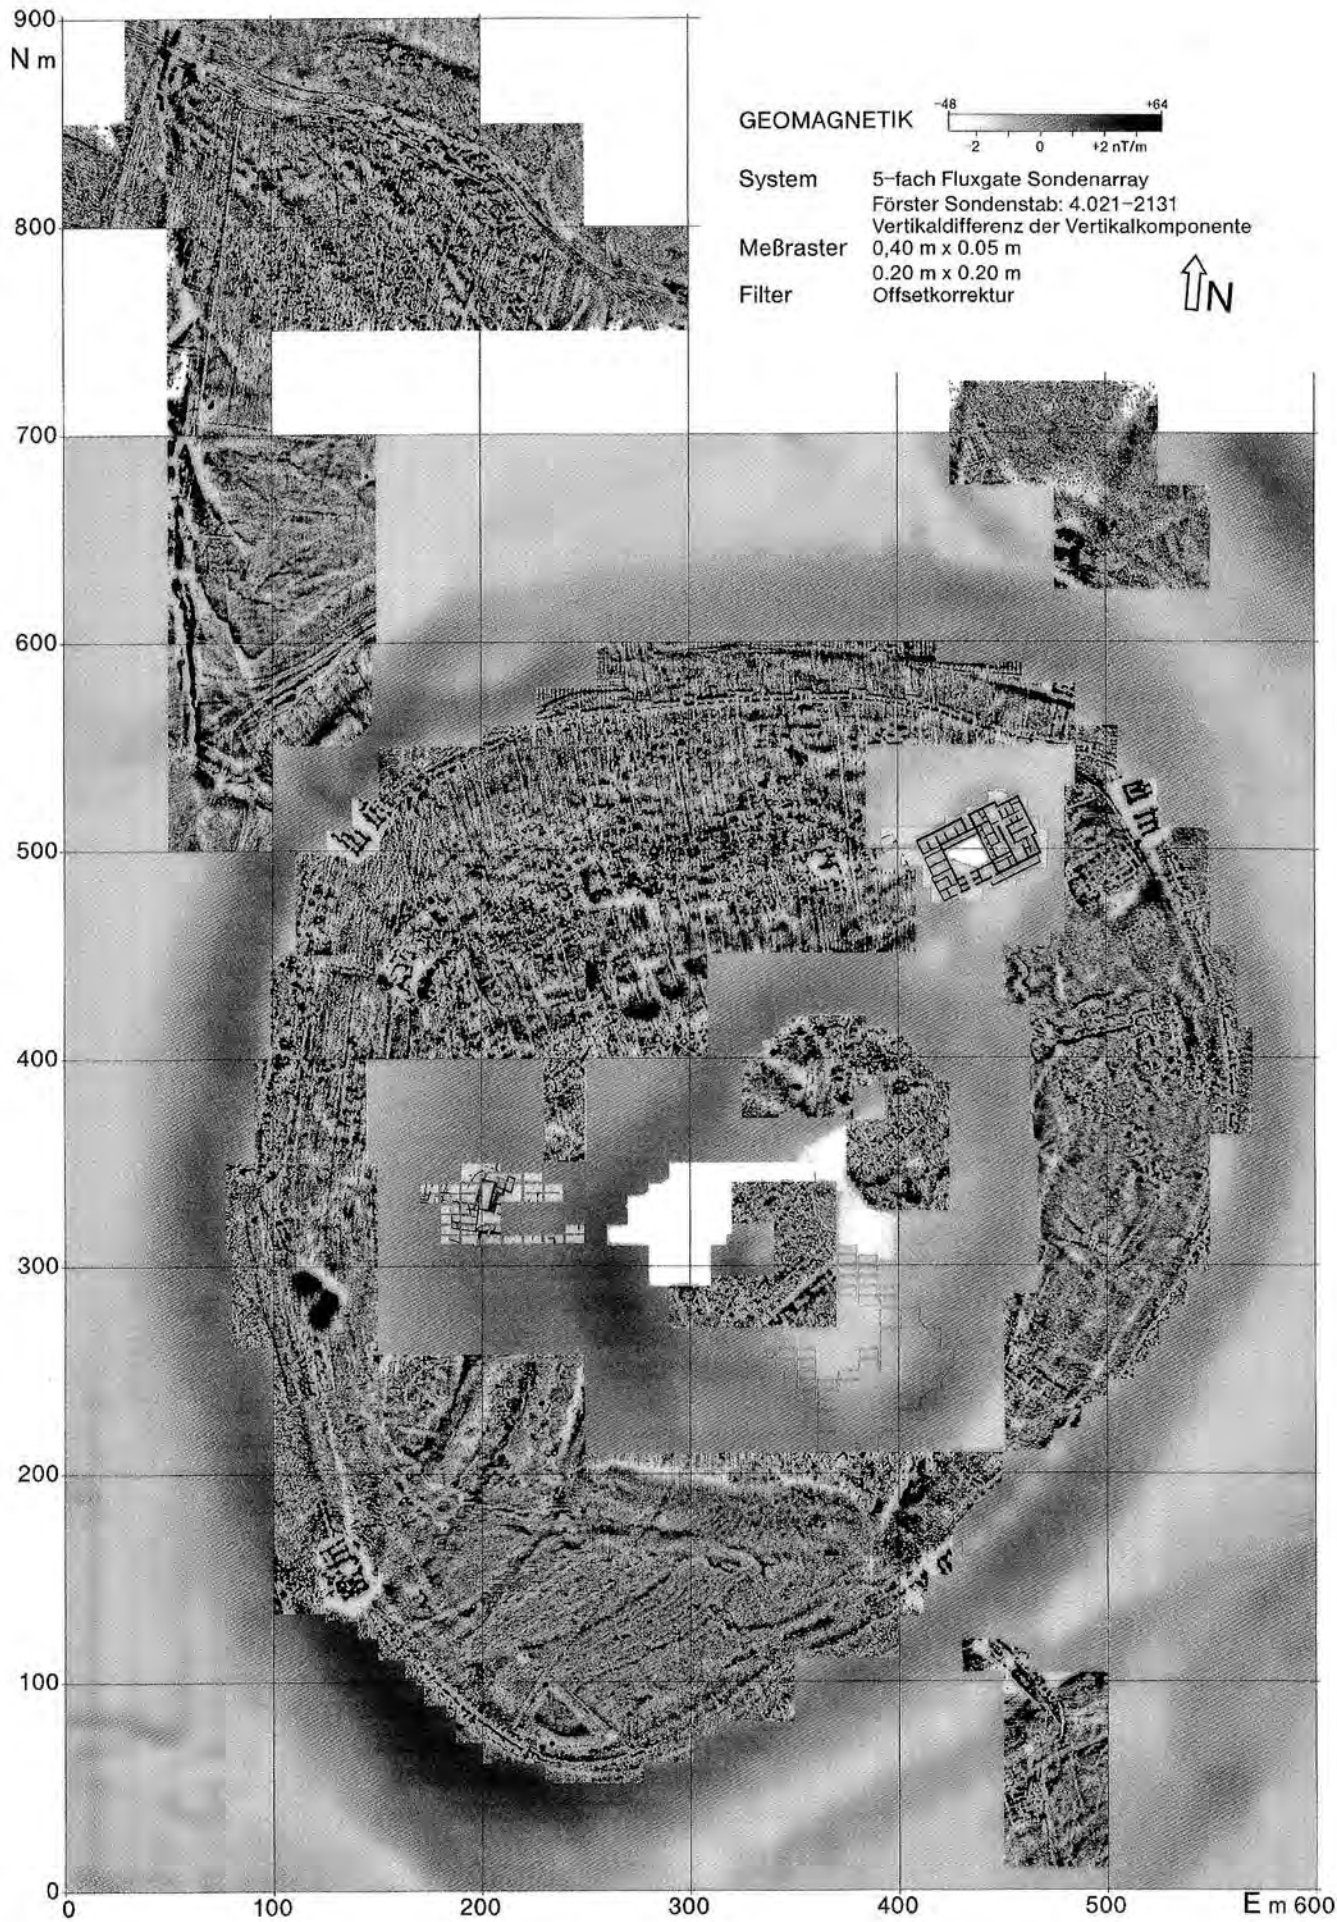 900
N m
800
700
600
500
400
300
200
100
0
GEOMAGNETIK
-48 +64
-2 0 +2 nT/m
System 5-fach Fluxgate Sondenarray
Förster Sondenstab: 4.021-2131
Vertikaldifferenz der Vertikalkomponente
Meßraster 0,40 m x 0.05 m
0.20 m x 0.20 m
Filter Offsetkorrektur
N
0 100 200 300 400 500 E m 600